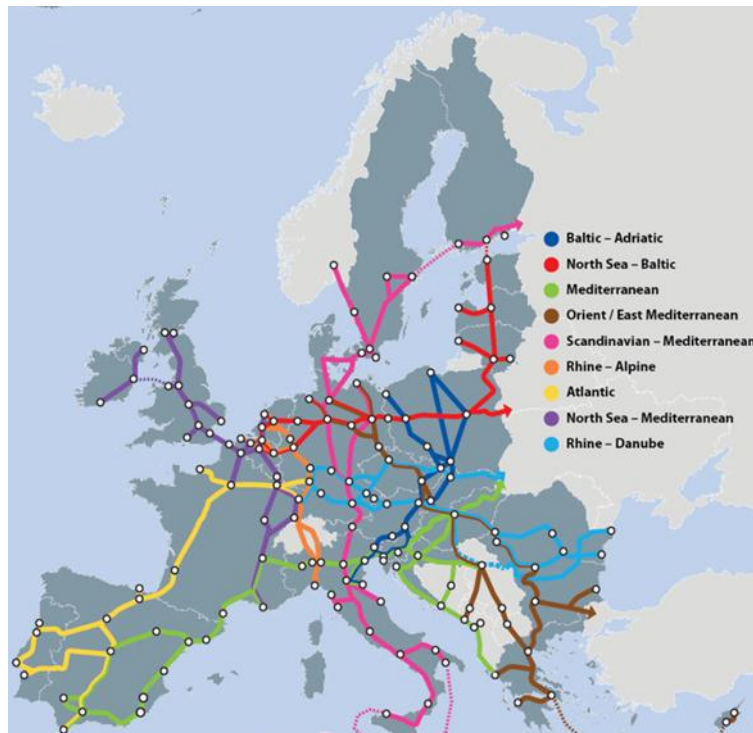 Baltic – Adriatic
North Sea – Baltic
Mediterranean
Orient / East Mediterranean
Scandinavian – Mediterranean
Rhine – Alpine
Atlantic
North Sea – Mediterranean
Rhine – Danube